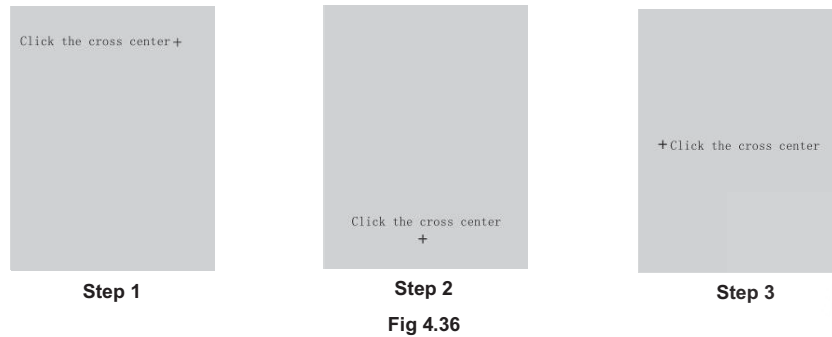 Click the cross center+
Click the cross center
+
+Click the cross center
Step 1
Step 2
Step 3
Fig 4.36